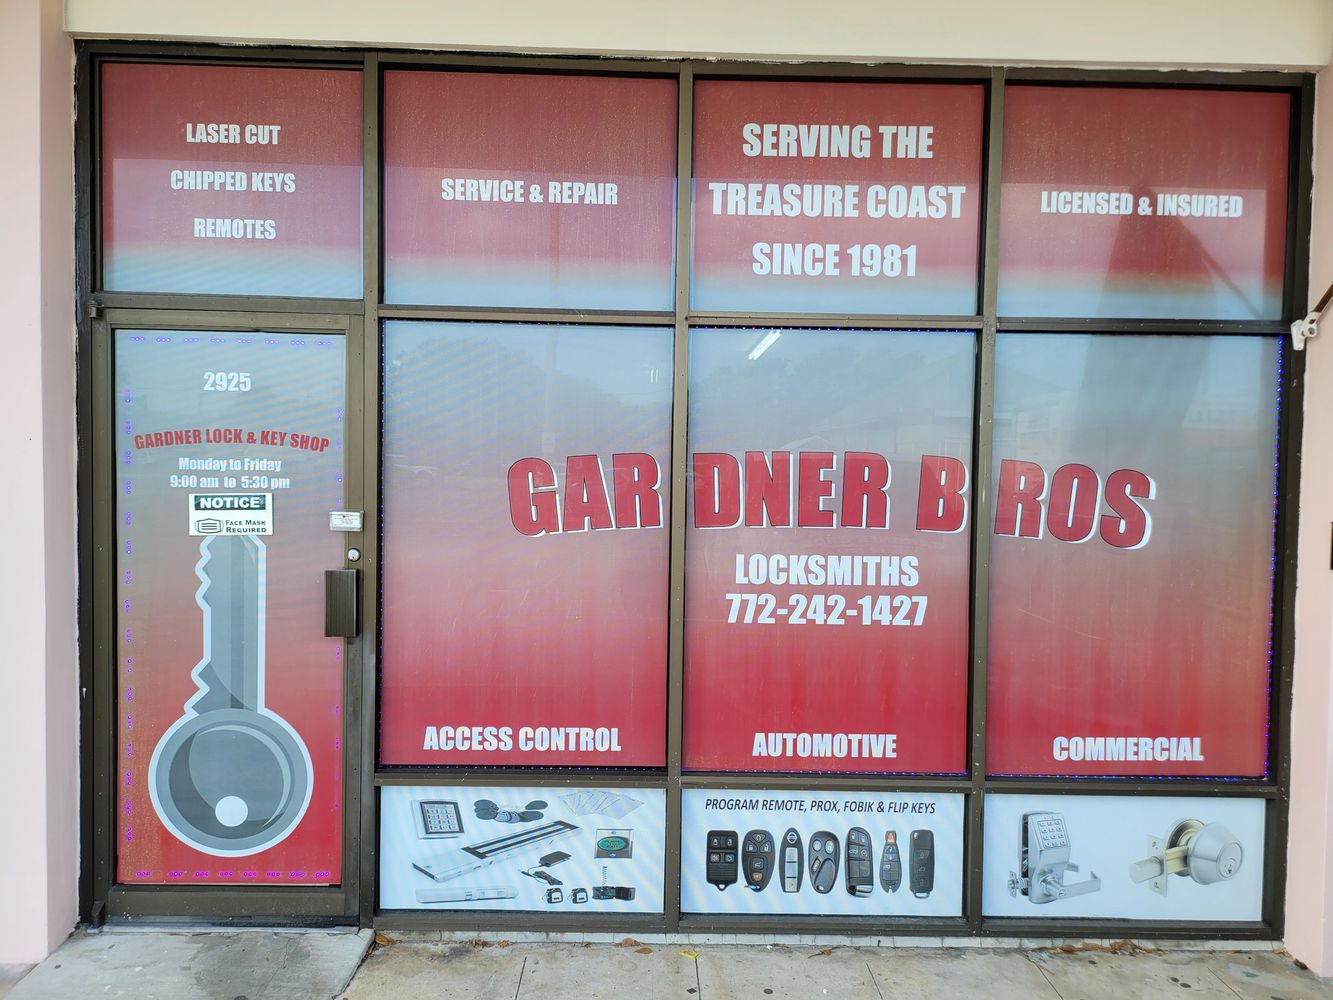 LASER CUT
CHIPPED KEYS
REMOTES
SERVICE & REPAIR
SERVING THE
TREASURE COAST
SINCE 1981
LICENSED & INSURED
2925
GARDNER LOCK & KEY SHOP
Monday to Friday
9:00 am to 5:30 pm
NOTICE
FACE MASK
REQUIRED
GARDNER BROS
LOCKSMITHS
772-242-1427
ACCESS CONTROL
AUTOMOTIVE
COMMERCIAL
PROGRAM REMOTE, PROX, FOBIK & FLIP KEYS